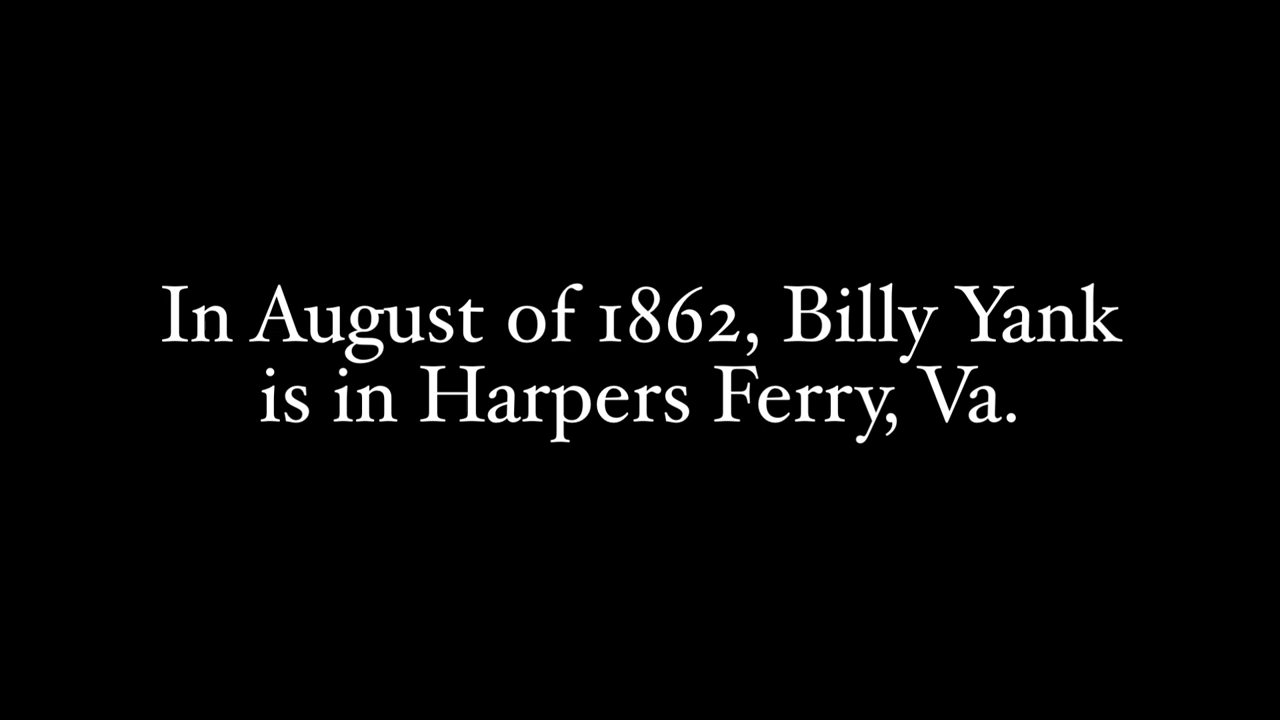 In August of 1862, Billy Yank
is in Harpers Ferry, Va.